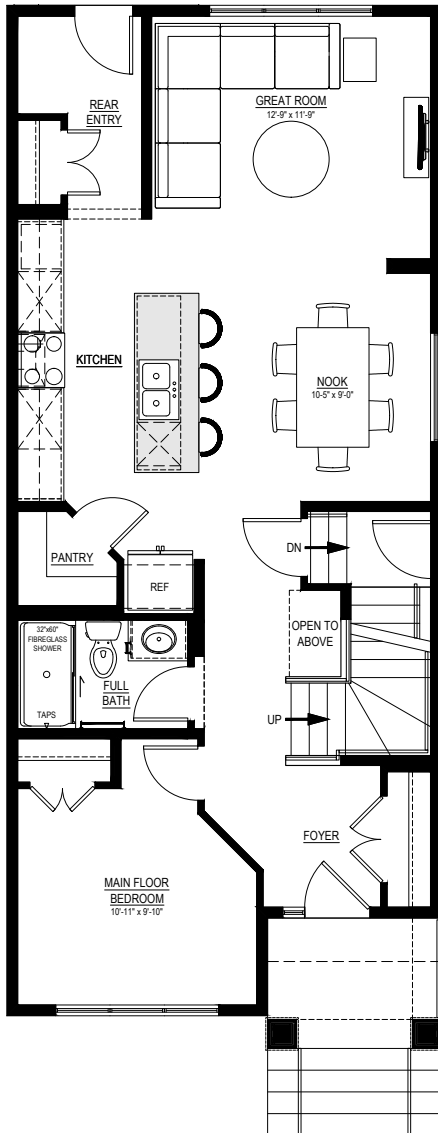 REAR
ENTRY
GREAT ROOM
12'-9" x 11'-9"
KITCHEN
NOOK
10'-5" x 9'-0"
PANTRY
REF
DN
OPEN TO
ABOVE
32"x60"
FIBREGLASS
SHOWER
TAPS
FULL
BATH
UP
FOYER
MAIN FLOOR
BEDROOM
10'-11" x 9'-10"